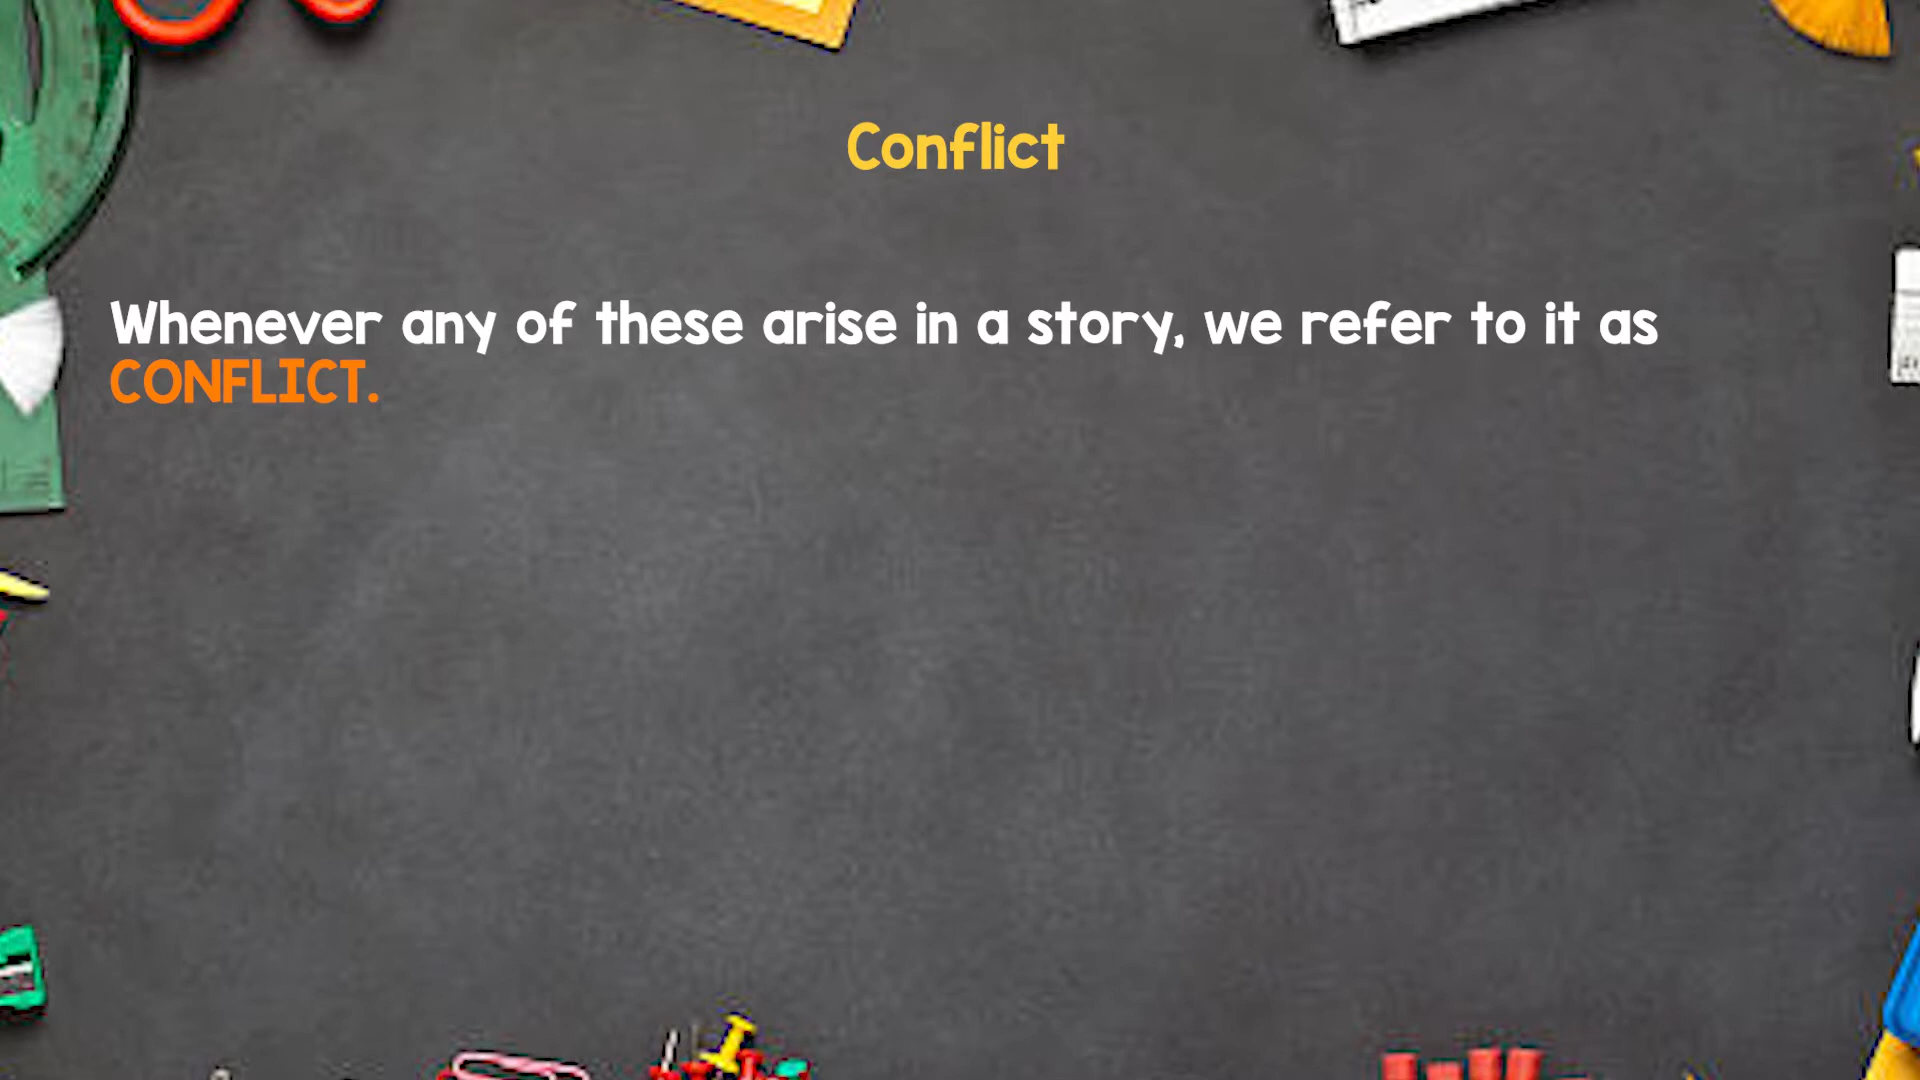 Conflict
Whenever any of these arise in a story, we refer to it as
CONFLICT.